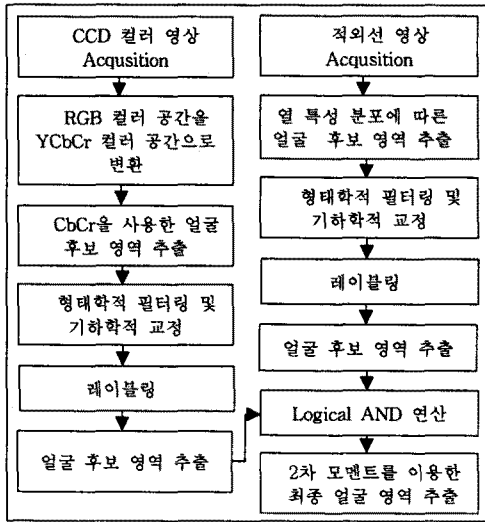 CCD 컬러 영상
Acqusition
RGB 컬러 공간을
YCbCr 컬러 공간으로
변환
CbCr을 사용한 얼굴
후보 영역 추출
형태학적 필터링 및
기하학적 교정
레이블링
얼굴 후보 영역 추출
적외선 영상
Acqusition
열 특성 분포에 따른
얼굴 후보 영역 추출
형태학적 필터링 및
기하학적 교정
레이블링
얼굴 후보 영역 추출
Logical AND 연산
2차 모멘트를 이용한
최종 얼굴 영역 추출